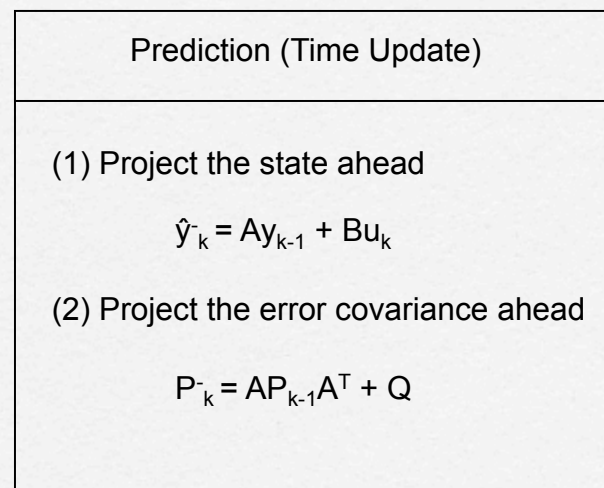 Prediction (Time Update)
(1) Project the state ahead
ŷ⁻ₖ = Ayₖ₋₁ + Buₖ
(2) Project the error covariance ahead
P⁻ₖ = APₖ₋₁Aᵀ + Q